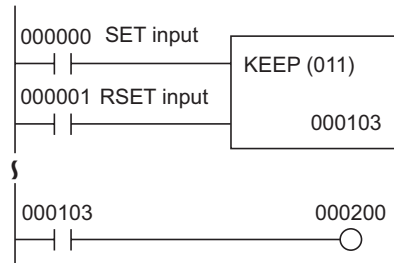 000000 SET input
KEEP (011)
000001 RSET input
000103
000103
000200